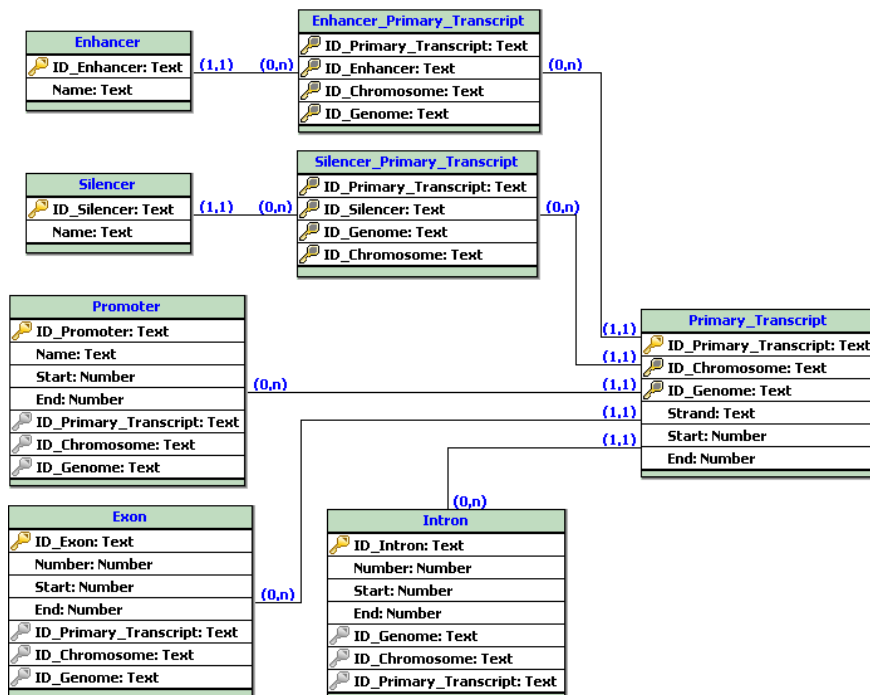 Enhancer
ID_Enhancer: Text
Name: Text
(1,1)
(0,n)
Enhancer_Primary_Transcript
ID_Primary_Transcript: Text
ID_Enhancer: Text
ID_Chromosome: Text
ID_Genome: Text
(0,n)
Silencer
ID_Silencer: Text
Name: Text
(1,1)
(0,n)
Silencer_Primary_Transcript
ID_Primary_Transcript: Text
ID_Silencer: Text
ID_Genome: Text
ID_Chromosome: Text
(0,n)
Promoter
ID_Promoter: Text
Name: Text
Start: Number
End: Number
ID_Primary_Transcript: Text
ID_Chromosome: Text
ID_Genome: Text
(0,n)
(1,1)
(1,1)
(1,1)
(1,1)
(1,1)
Primary_Transcript
ID_Primary_Transcript: Text
ID_Chromosome: Text
ID_Genome: Text
Strand: Text
Start: Number
End: Number
Exon
ID_Exon: Text
Number: Number
Start: Number
End: Number
ID_Primary_Transcript: Text
ID_Chromosome: Text
ID_Genome: Text
(0,n)
(0,n)
Intron
ID_Intron: Text
Number: Number
Start: Number
End: Number
ID_Genome: Text
ID_Chromosome: Text
ID_Primary_Transcript: Text